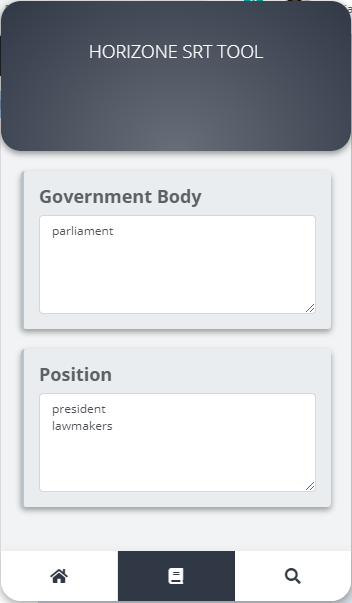 HORIZONE SRT TOOL
Government Body
parliament
Position
president
lawmakers